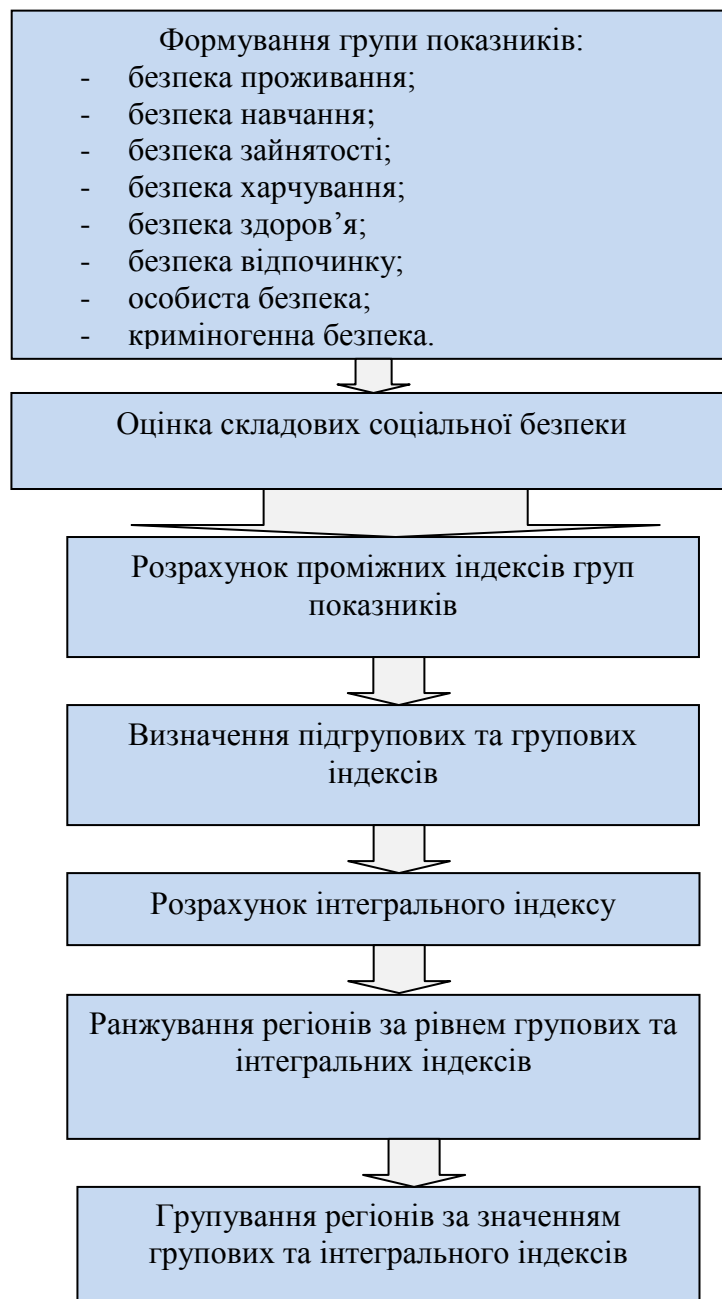 Формування групи показників:
- безпека проживання;
- безпека навчання;
- безпека зайнятості;
- безпека харчування;
- безпека здоров’я;
- безпека відпочинку;
- особиста безпека;
- криміногенна безпека.
Оцінка складових соціальної безпеки
Розрахунок проміжних індексів груп
показників
Визначення підгрупових та групових
індексів
Розрахунок інтегрального індексу
Ранжування регіонів за рівнем групових та
інтегральних індексів
Групування регіонів за значенням
групових та інтегрального індексів